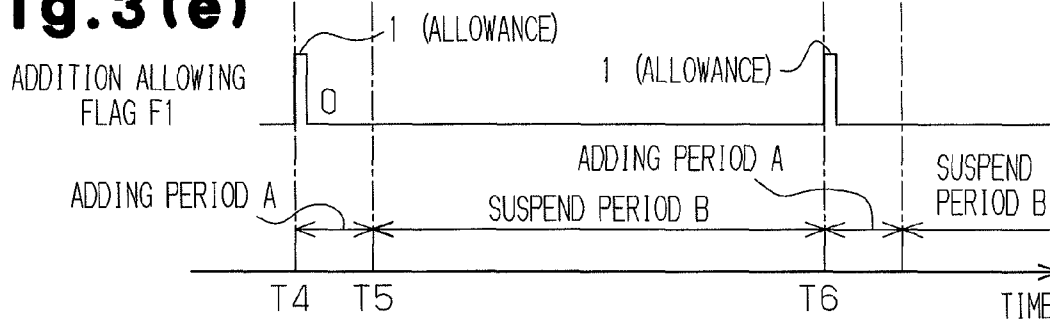 ig.3(e)
1 (ALLOWANCE)
1 (ALLOWANCE)
ADDITION ALLOWING
FLAG F1
0
ADDING PERIOD A
SUSPEND PERIOD B
ADDING PERIOD A
SUSPEND
PERIOD B
T4 T5 T6 TIME